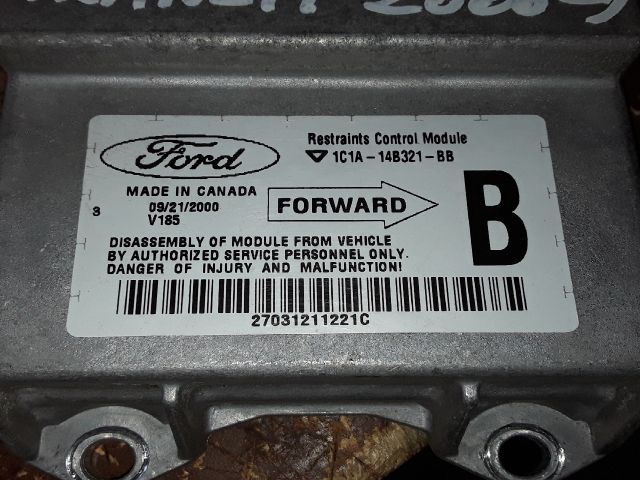 Ford
Restraints Control Module
1C1A-14B321-BB
MADE IN CANADA
09/21/2000
V185
3
FORWARD
B
DISASSEMBLY OF MODULE FROM VEHICLE
BY AUTHORIZED SERVICE PERSONNEL ONLY.
DANGER OF INJURY AND MALFUNCTION!
27031211221C